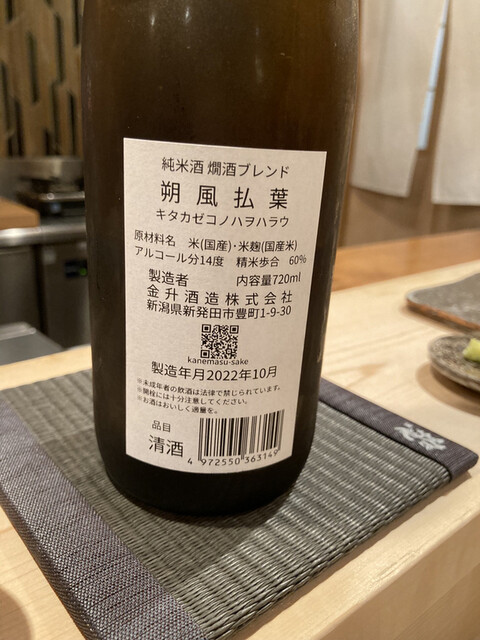 純米酒 燗酒ブレンド
朔風払葉
キタカゼコノハヲハラウ
原材料名 米(国産)・米麹(国産米)
アルコール分14度 精米歩合 60%
製造者 内容量720ml
金升酒造株式会社
新潟県新発田市豊町1-9-30
kanemasu-sake
製造年月2022年10月
※未成年者の飲酒は法律で禁じられています。
※開栓には十分注意してください。
※お酒はおいしく適量を。
品目
清酒
4 972550 363149